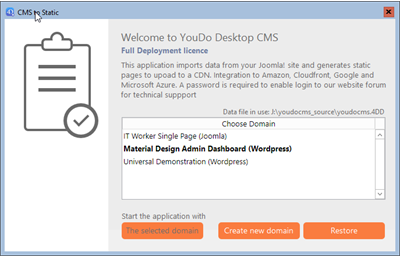 CMS to Static
Welcome to YouDo Desktop CMS
Full Deployment licence
This application imports data from your Joomla! site and generates static
pages to upoad to a CDN. Integration to Amazon, Cloudfront, Google and
Microsoft Azure. A password is required to enable login to our website forum
for technical suppport
Data file in use: J:\youdocms_source\youdocms.4DD
Choose Domain
IT Worker Single Page (Joomla)
Material Design Admin Dashboard (Wordpress)
Universal Demonstration (Wordpress)
Start the application with
The selected domain
Create new domain
Restore